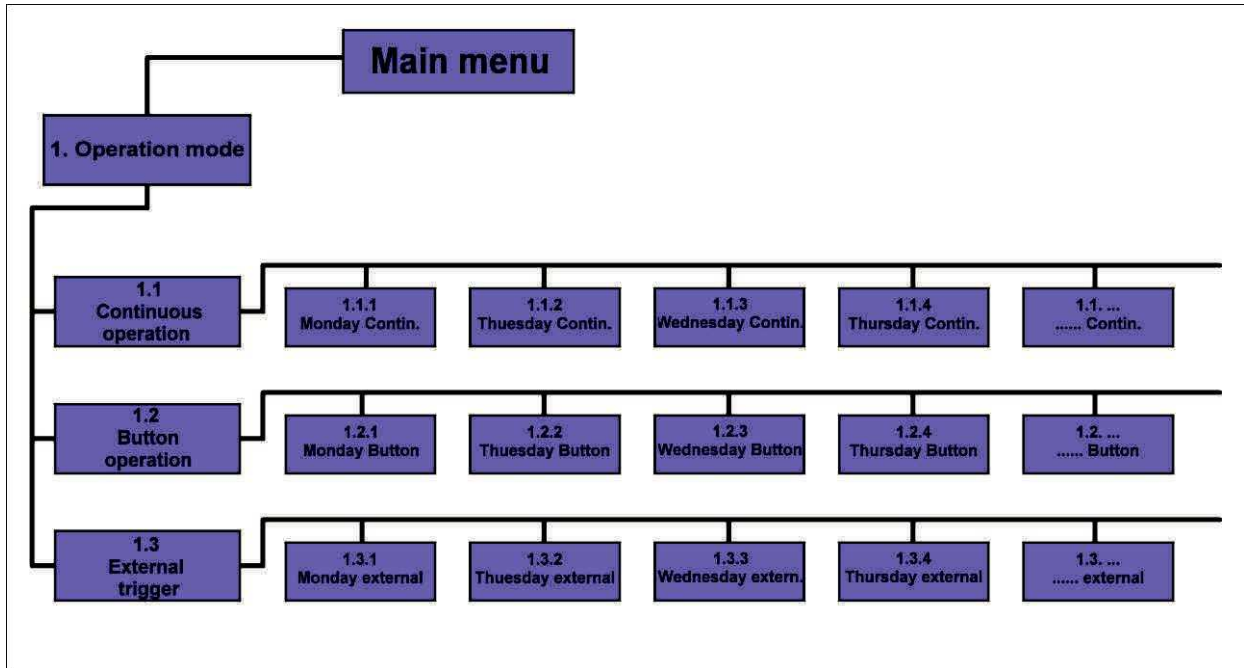 Main menu
1. Operation mode
1.1
Continuous
operation
1.1.1
Monday Contin.
1.1.2
Thuesday Contin.
1.1.3
Wednesday Contin.
1.1.4
Thursday Contin.
1.1. ...
...... Contin.
1.2
Button
operation
1.2.1
Monday Button
1.2.2
Thuesday Button
1.2.3
Wednesday Button
1.2.4
Thursday Button
1.2. ...
...... Button
1.3
External
trigger
1.3.1
Monday external
1.3.2
Thuesday external
1.3.3
Wednesday extern.
1.3.4
Thursday external
1.3. ...
...... external